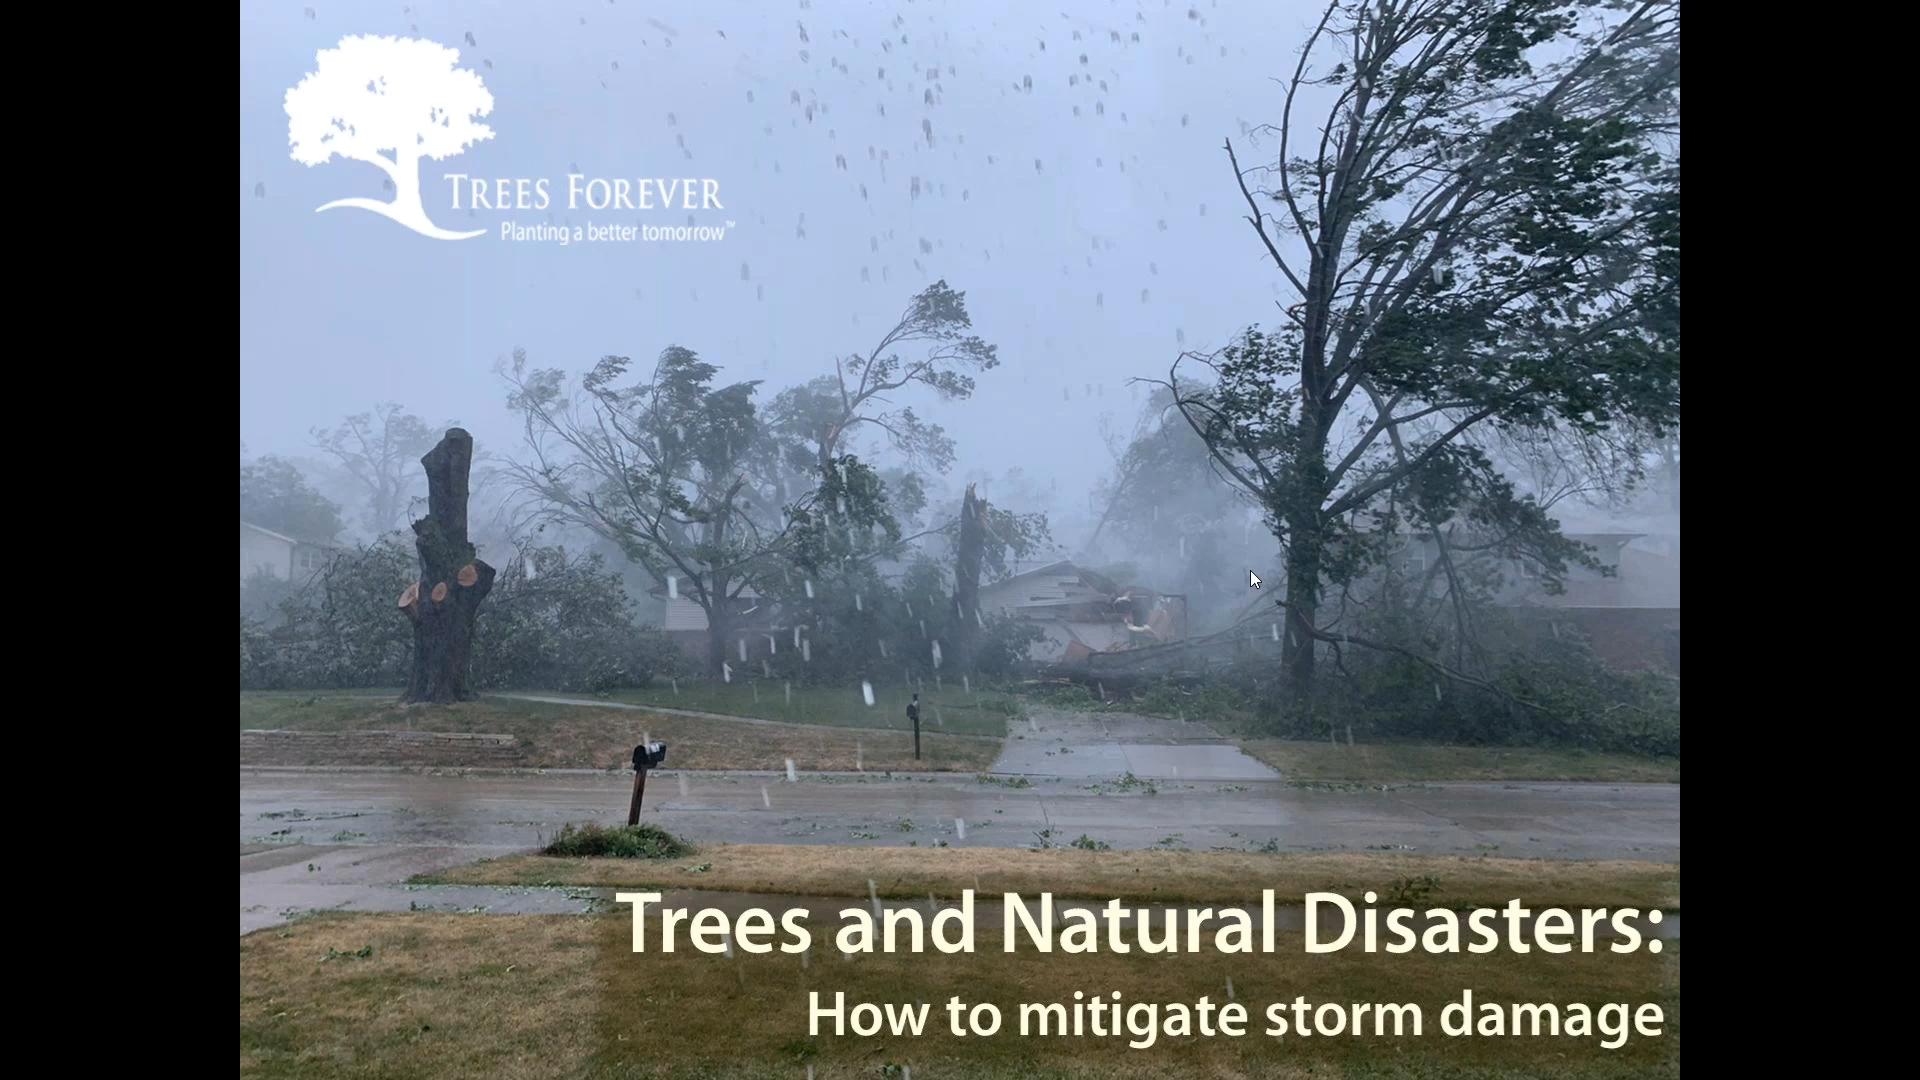 TREES FOREVER
Planting a better tomorrow™
Trees and Natural Disasters:
How to mitigate storm damage